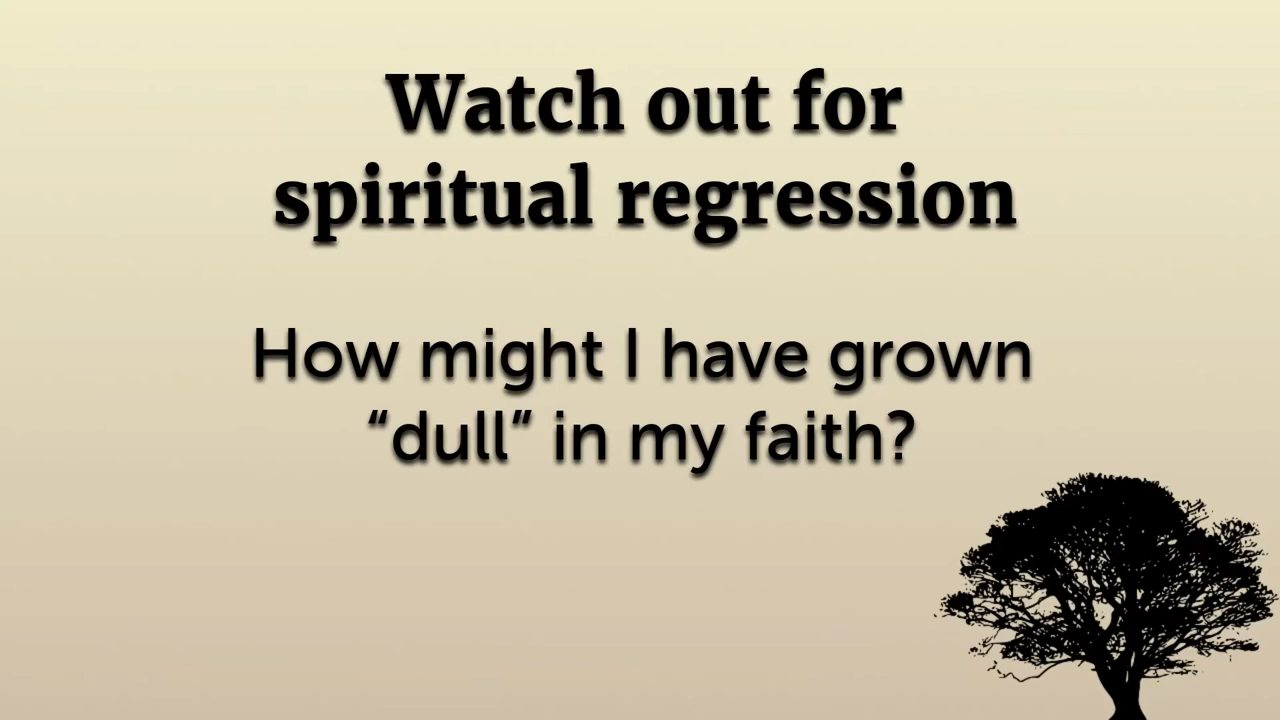 Watch out for
spiritual regression
How might I have grown
“dull” in my faith?